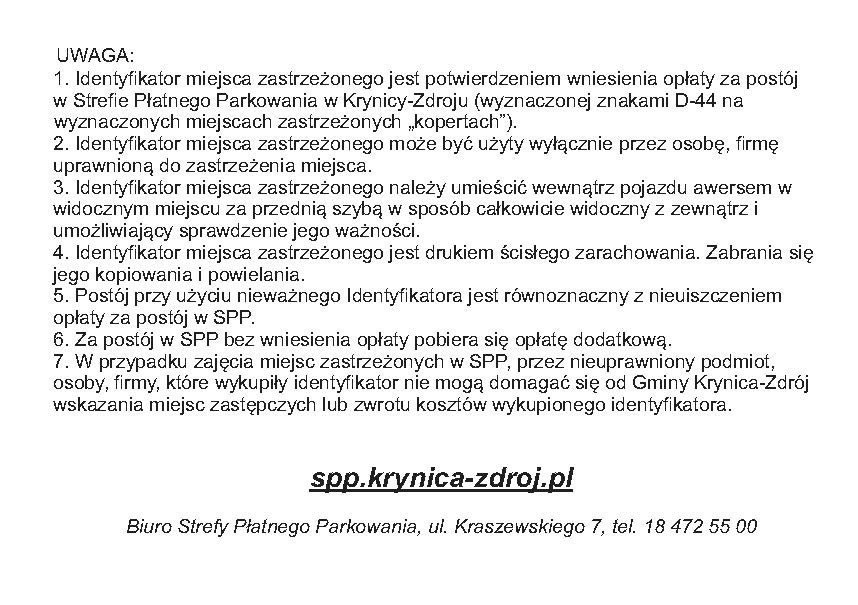 UWAGA:
1. Identyfikator miejsca zastrzeżonego jest potwierdzeniem wniesienia opłaty za postój
w Strefie Płatnego Parkowania w Krynicy-Zdroju (wyznaczonej znakami D-44 na
wyznaczonych miejscach zastrzeżonych „kopertach”).
2. Identyfikator miejsca zastrzeżonego może być użyty wyłącznie przez osobę, firmę
uprawnioną do zastrzeżenia miejsca.
3. Identyfikator miejsca zastrzeżonego należy umieścić wewnątrz pojazdu awersem w
widocznym miejscu za przednią szybą w sposób całkowicie widoczny z zewnątrz i
umożliwiający sprawdzenie jego ważności.
4. Identyfikator miejsca zastrzeżonego jest drukiem ścisłego zarachowania. Zabrania się
jego kopiowania i powielania.
5. Postój przy użyciu nieważnego Identyfikatora jest równoznaczny z nieuiszczeniem
opłaty za postój w SPP.
6. Za postój w SPP bez wniesienia opłaty pobiera się opłatę dodatkową.
7. W przypadku zajęcia miejsc zastrzeżonych w SPP, przez nieuprawniony podmiot,
osoby, firmy, które wykupiły identyfikator nie mogą domagać się od Gminy Krynica-Zdrój
wskazania miejsc zastępczych lub zwrotu kosztów wykupionego identyfikatora.
spp.krynica-zdroj.pl
Biuro Strefy Płatnego Parkowania, ul. Kraszewskiego 7, tel. 18 472 55 00